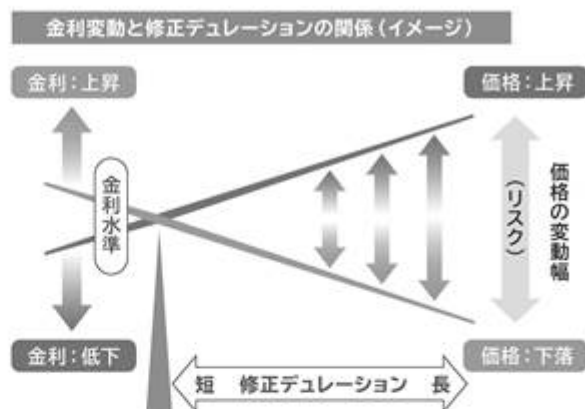 金利変動と修正デュレーションの関係(イメージ)
金利:上昇
価格:上昇
金利水準
(リスク)
価格の変動幅
金利:低下
価格:下落
短 修正デュレーション 長